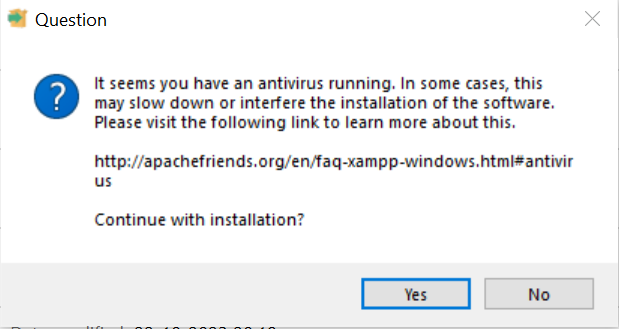 Question
It seems you have an antivirus running. In some cases, this
may slow down or interfere the installation of the software.
Please visit the following link to learn more about this.
http://apachefriends.org/en/faq-xampp-windows.html#antivir
us
Continue with installation?
Yes
No